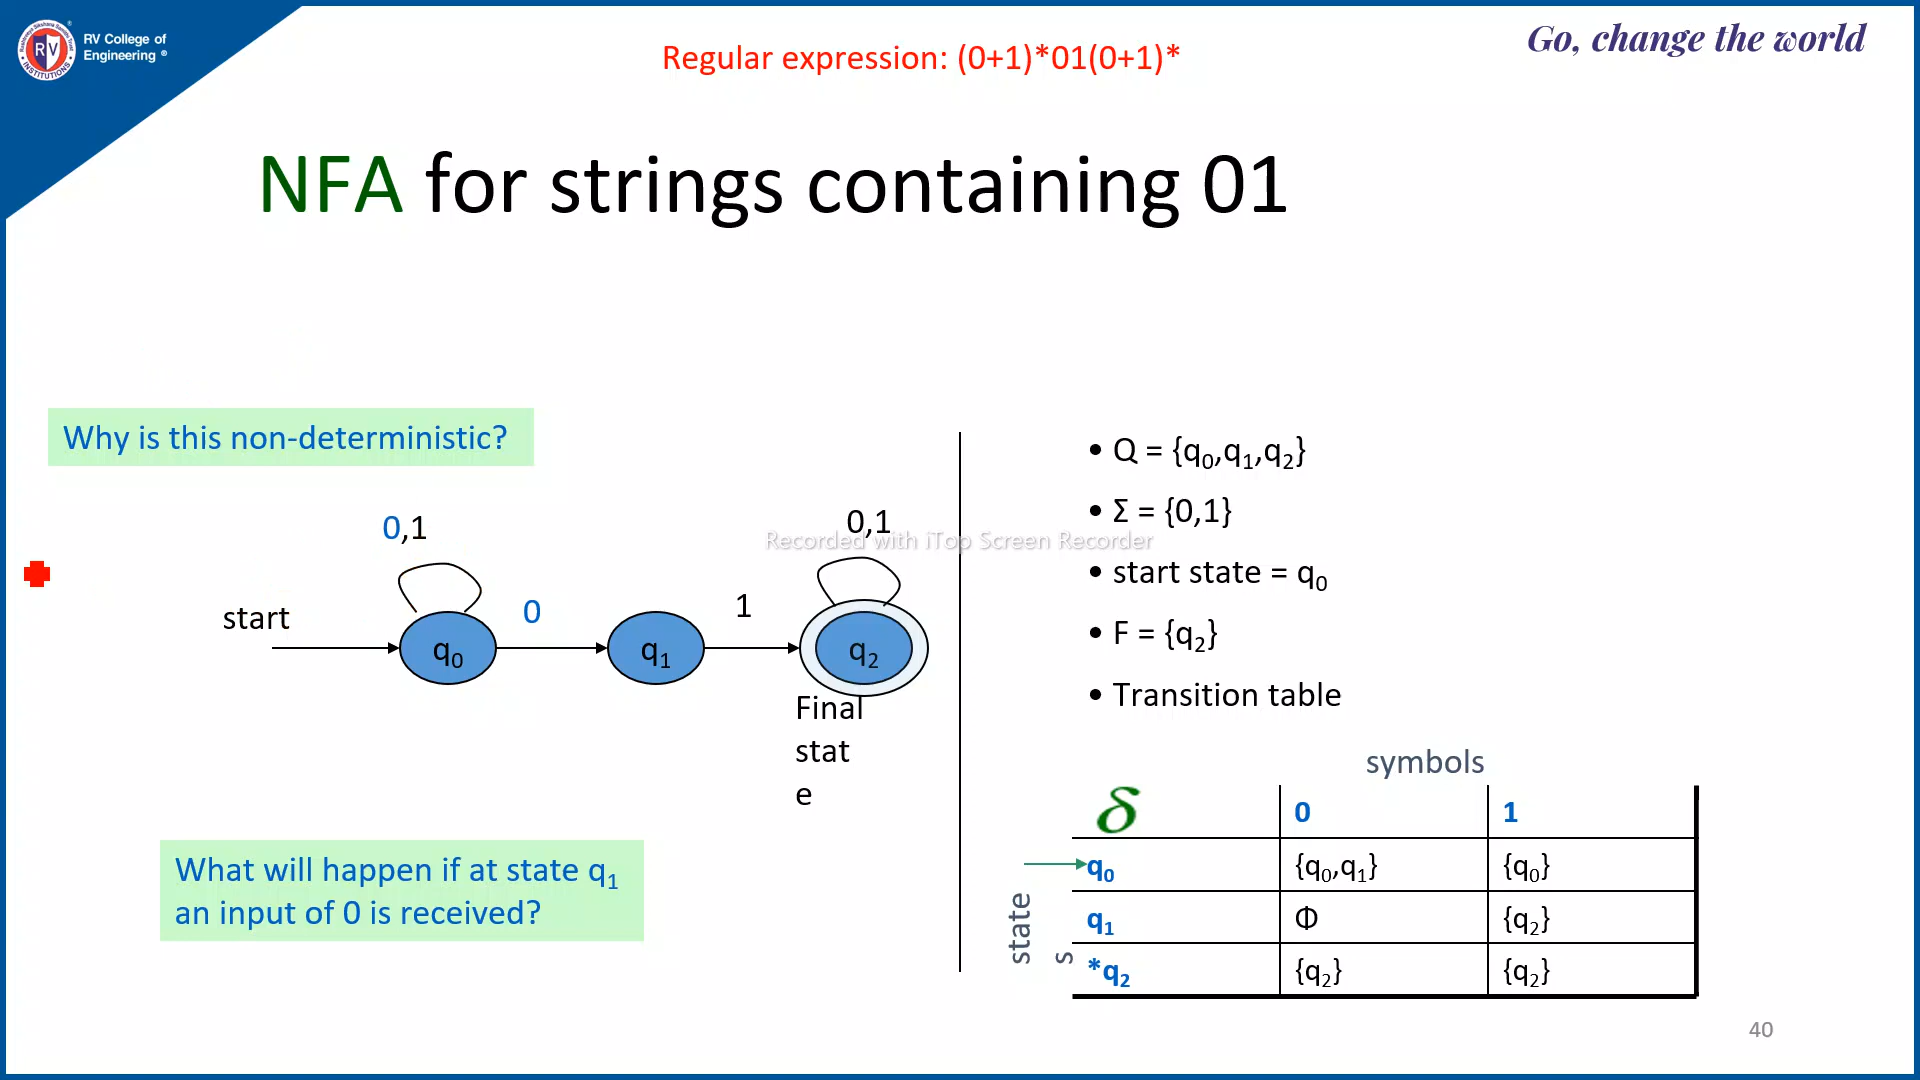 RV College of
Engineering ®
Go, change the world
Regular expression: (0+1)*01(0+1)*
NFA for strings containing 01
Why is this non-deterministic?
0,1
0,1
start
0
1
q0
q1
q2
Final
stat
e
What will happen if at state q1
an input of 0 is received?
Recorded with iTop Screen Recorder
• Q = {q0,q1,q2}
• Σ = {0,1}
• start state = q0
• F = {q2}
• Transition table
symbols
state
s
δ 0 1
q0 {q0,q1} {q0}
q1 Φ {q2}
*q2 {q2} {q2}
40